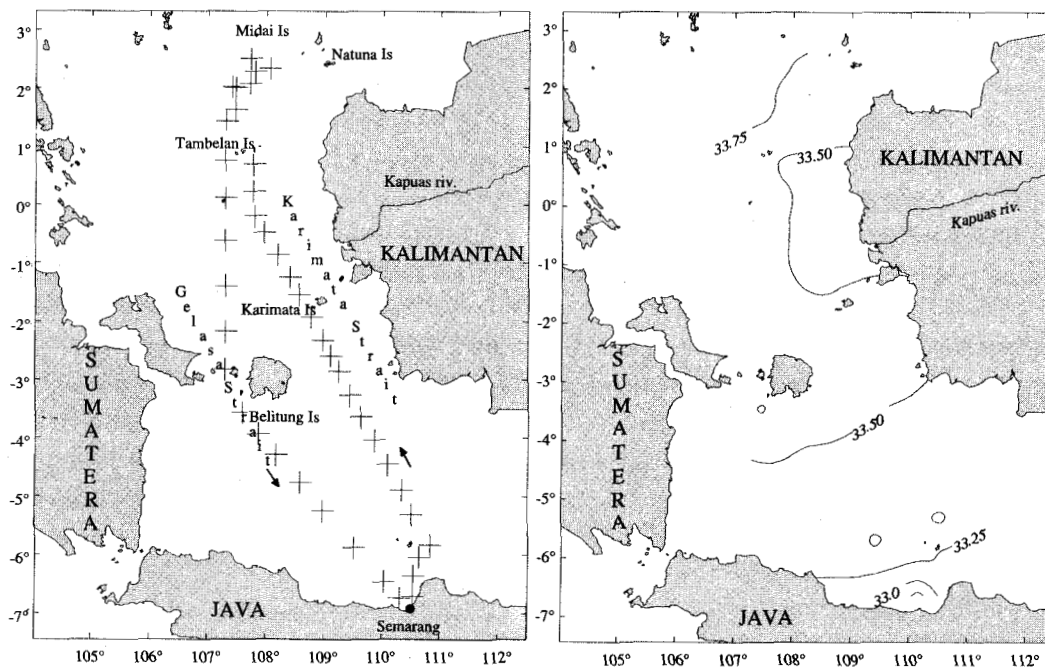 3°
2°
1°
0°
-1°
-2°
-3°
-4°
-5°
-6°
-7°
Midai Is
Natuna Is
Tambelan Is
Kapuas riv.
KALIMANTAN
Karimata Strait
Karimata Is
Gelasa Strait
Belitung Is
SUMATERA
JAVA
Semarang
105° 106° 107° 108° 109° 110° 111° 112°
3°
2°
1°
0°
-1°
-2°
-3°
-4°
-5°
-6°
-7°
33.75
33.50
KALIMANTAN
Kapuas riv.
SUMATERA
33.50
33.25
33.0
JAVA
105° 106° 107° 108° 109° 110° 111° 112°